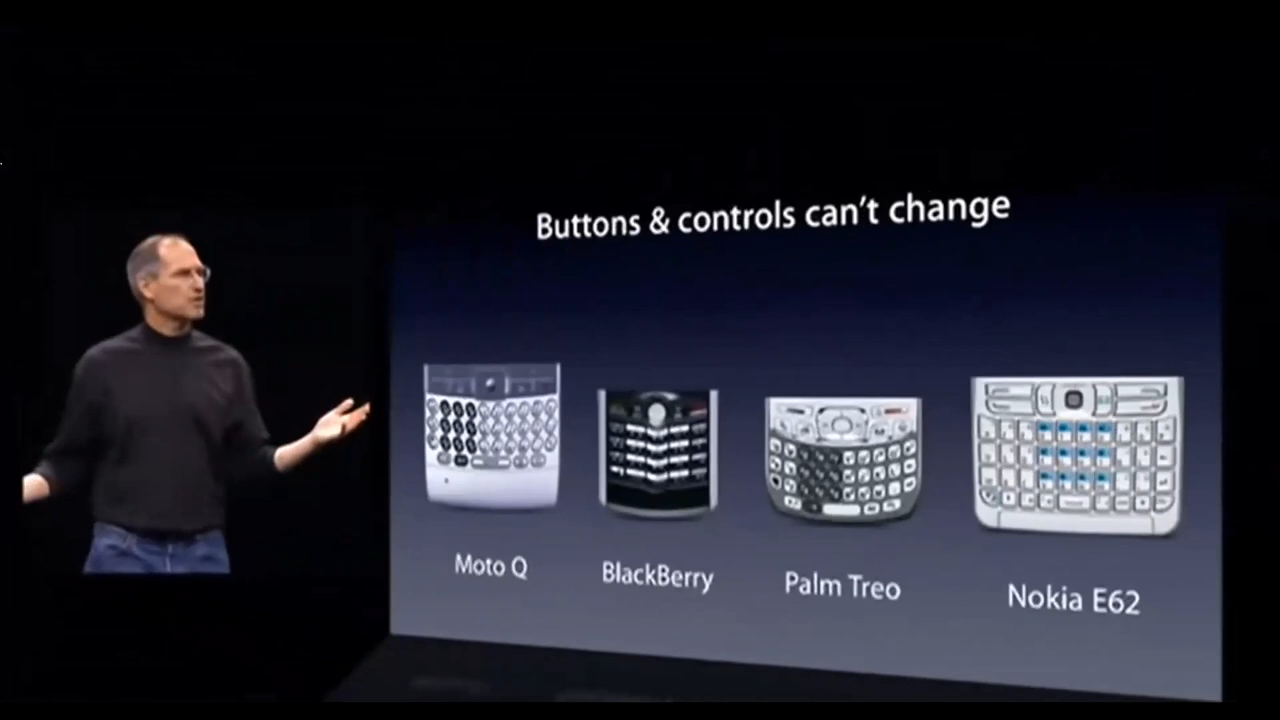 Buttons & controls can't change
Moto Q
BlackBerry
Palm Treo
Nokia E62